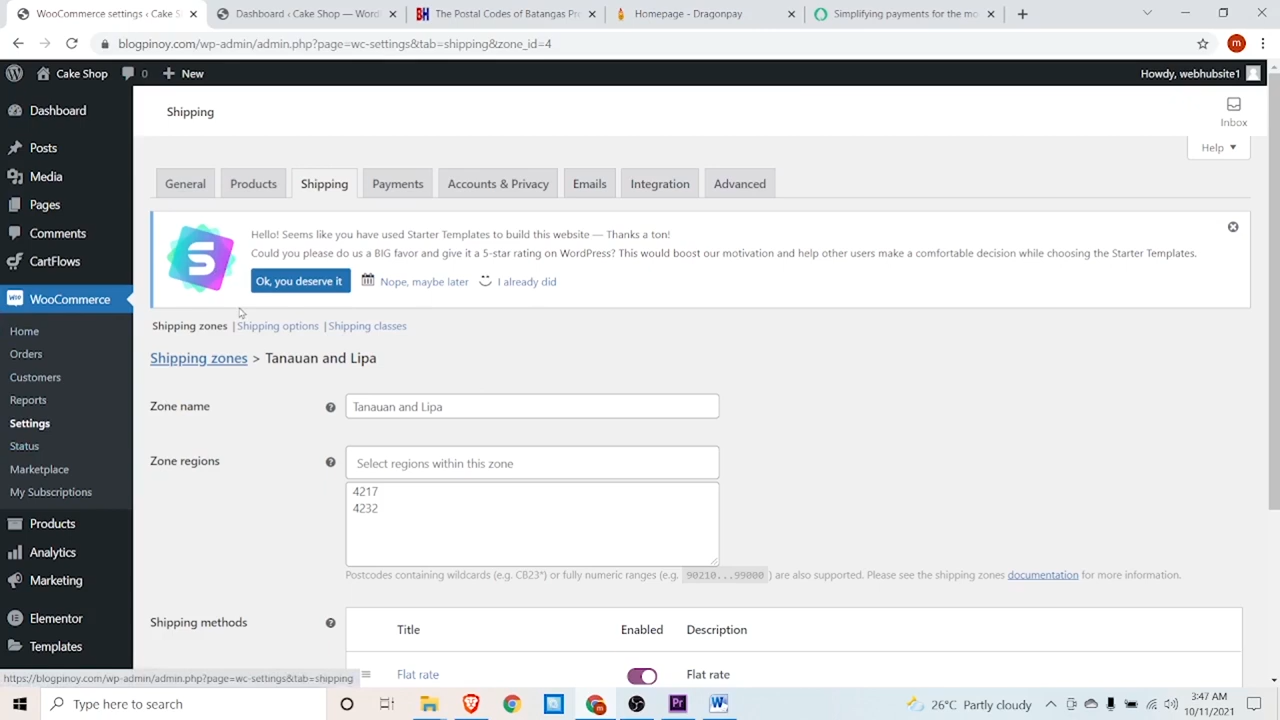 WooCommerce settings ‹ Cake S
Dashboard ‹ Cake Shop — Word
The Postal Codes of Batangas Pro
Homepage - Dragonpay
Simplifying payments for the mo
blogpinoy.com/wp-admin/admin.php?page=wc-settings&tab=shipping&zone_id=4
m
Cake Shop
0
New
Howdy, webhubsite1
Dashboard
Posts
Media
Pages
Comments
CartFlows
WooCommerce
Home
Orders
Customers
Reports
Settings
Status
Marketplace
My Subscriptions
Products
Analytics
Marketing
Elementor
Templates
Shipping
Inbox
Help
General
Products
Shipping
Payments
Accounts & Privacy
Emails
Integration
Advanced
Hello! Seems like you have used Starter Templates to build this website — Thanks a ton!
Could you please do us a BIG favor and give it a 5-star rating on WordPress? This would boost our motivation and help other users make a comfortable decision while choosing the Starter Templates.
Ok, you deserve it
Nope, maybe later
I already did
Shipping zones | Shipping options | Shipping classes
Shipping zones > Tanauan and Lipa
Zone name
Tanauan and Lipa
Zone regions
Select regions within this zone
4217
4232
Postcodes containing wildcards (e.g. CB23*) or fully numeric ranges (e.g. 90210...99000 ) are also supported. Please see the shipping zones documentation for more information.
Shipping methods
Title
Enabled
Description
Flat rate
Flat rate
https://blogpinoy.com/wp-admin/admin.php?page=wc-settings&tab=shipping
Type here to search
26°C Partly cloudy
3:47 AM
10/11/2021